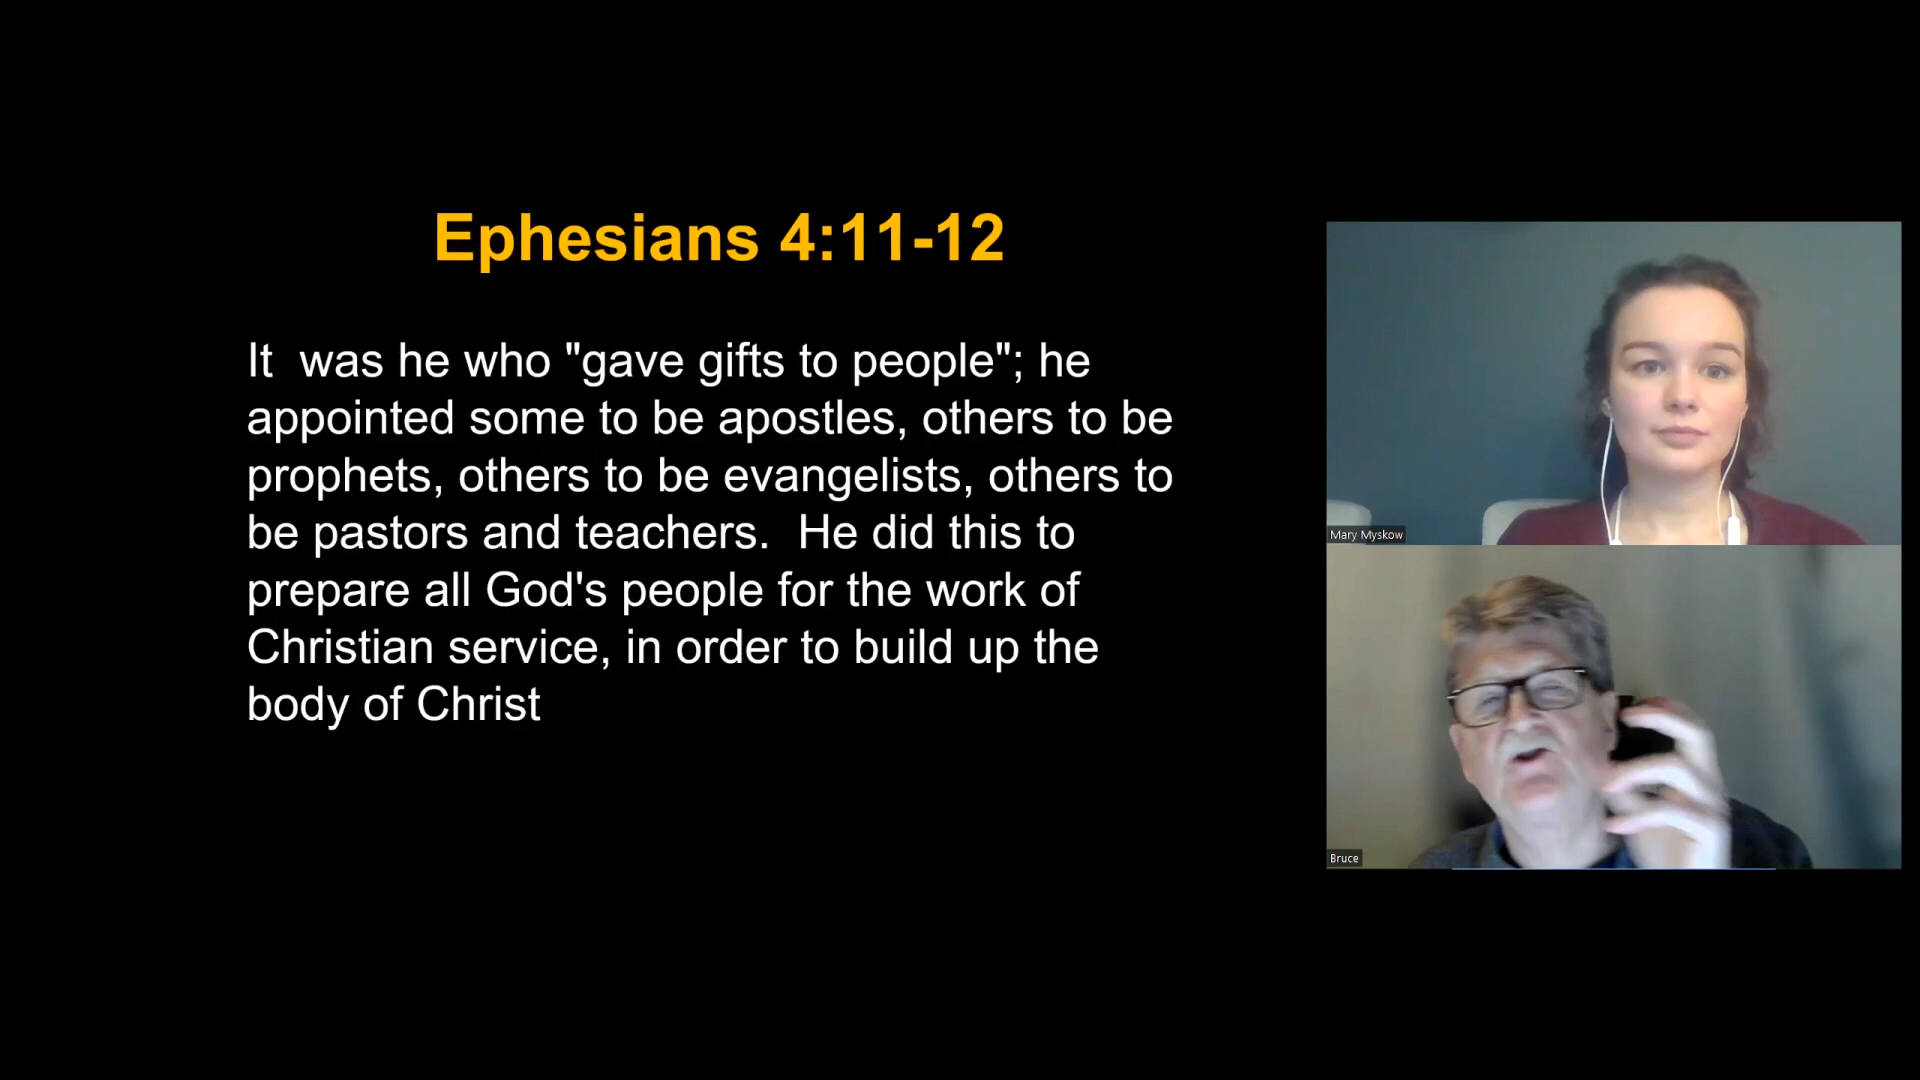 Ephesians 4:11-12
It  was he who "gave gifts to people"; he
appointed some to be apostles, others to be
prophets, others to be evangelists, others to
be pastors and teachers.  He did this to
prepare all God's people for the work of
Christian service, in order to build up the
body of Christ
Mary Myskow
Bruce